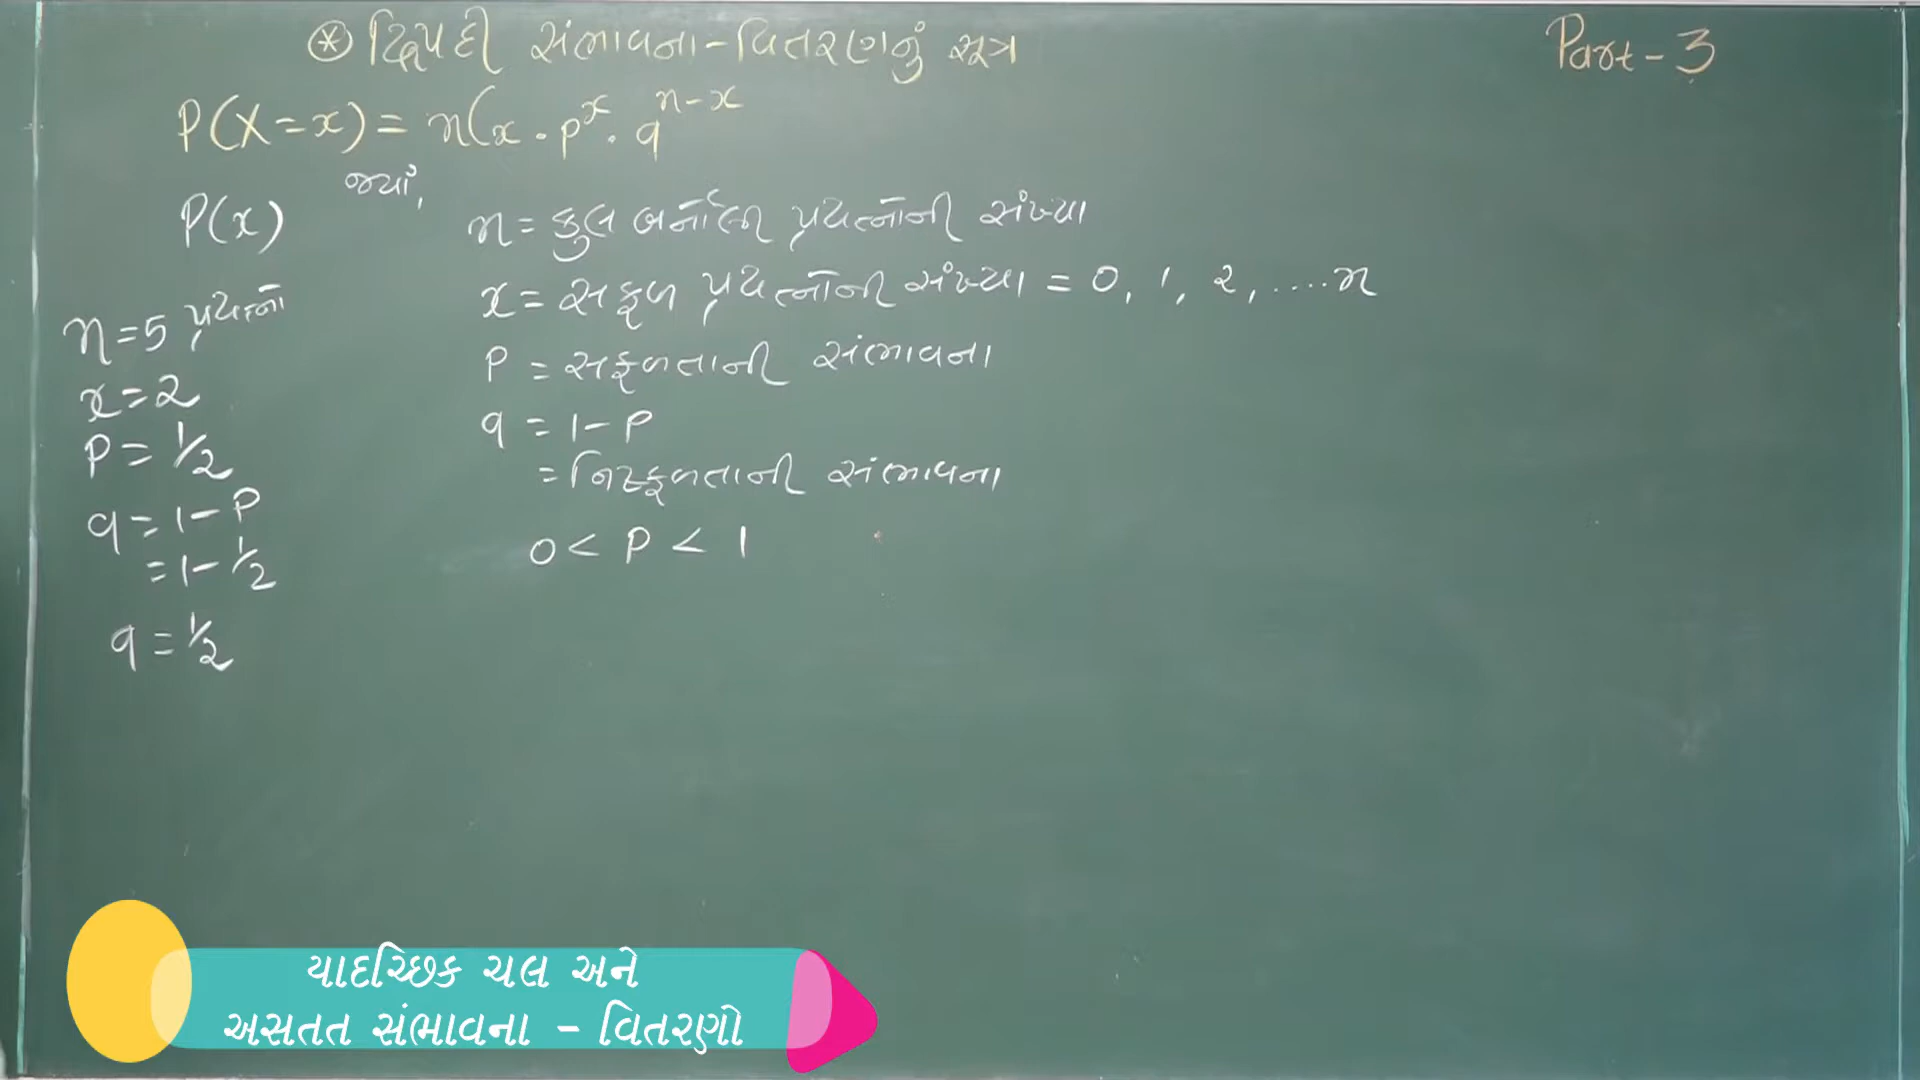 ⊛ દ્વિપદી સંભાવના-વિતરણનું સૂત્ર
Part-3
P(X=x) = nCx · p^x · q^(n-x)
જ્યાં,
P(x)
n = કુલ બર્નોલી પ્રયત્નોની સંખ્યા
x = સફળ પ્રયત્નોની સંખ્યા = 0, 1, 2, ....n
P = સફળતાની સંભાવના
q = 1-P
= નિષ્ફળતાની સંભાવના
0 < P < 1
n=5 પ્રયત્નો
x=2
P=1/2
q=1-P
=1-1/2
q=1/2
યાદચ્છિક ચલ અને
અસતત સંભાવના - વિતરણો